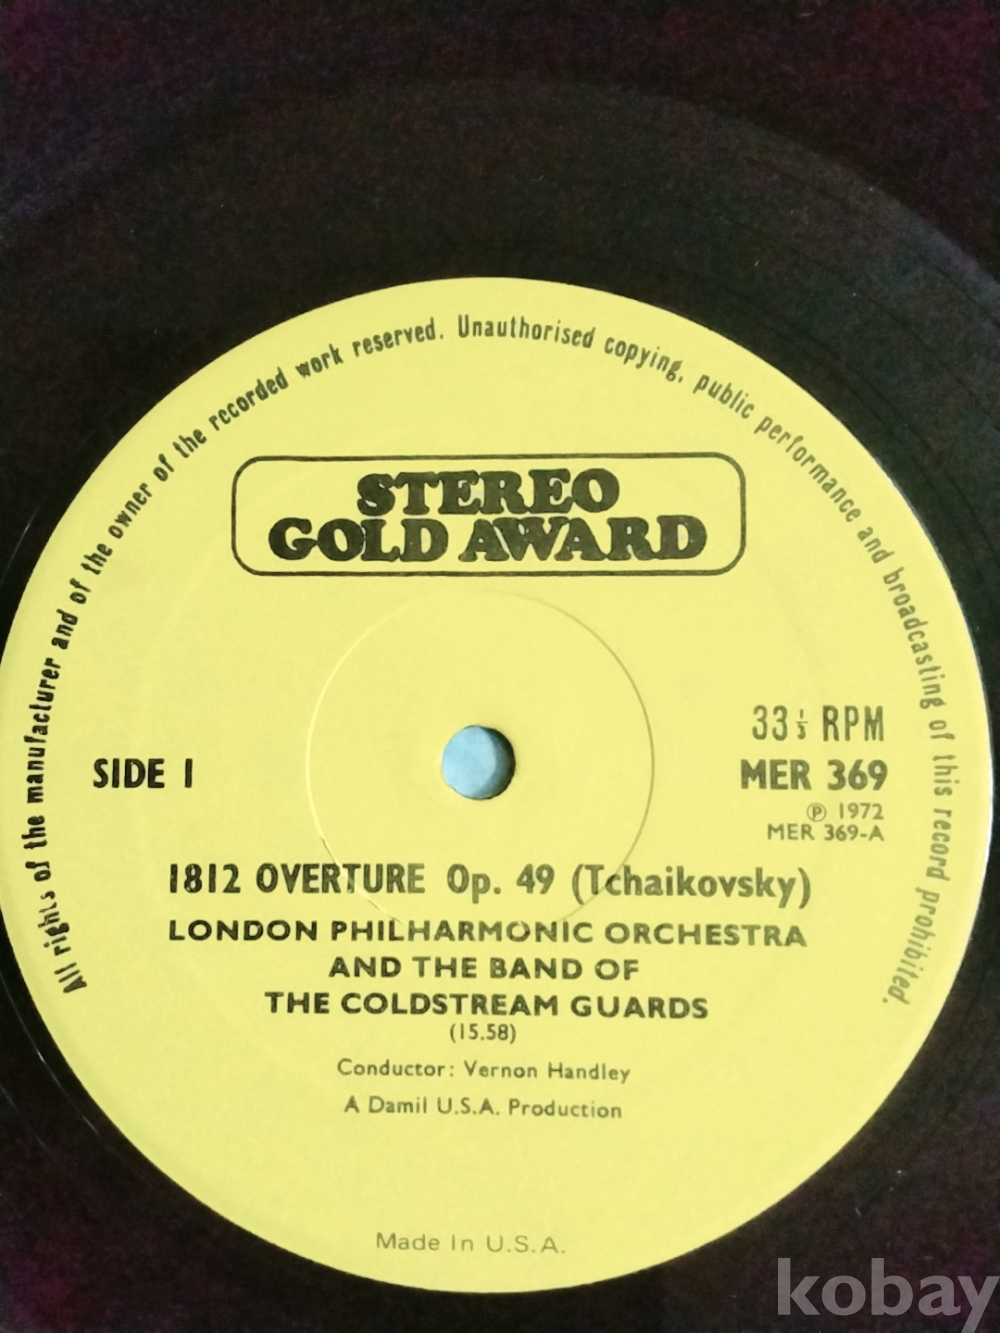 All rights of the manufacturer and of the owner of the recorded work reserved. Unauthorised copying, public performance and broadcasting of this record prohibited.
STEREO
GOLD AWARD
33⅓ RPM
SIDE 1
MER 369
℗ 1972
MER 369-A
1812 OVERTURE Op. 49 (Tchaikovsky)
LONDON PHILHARMONIC ORCHESTRA
AND THE BAND OF
THE COLDSTREAM GUARDS
(15.58)
Conductor: Vernon Handley
A Damil U.S.A. Production
Made In U.S.A.
kobay